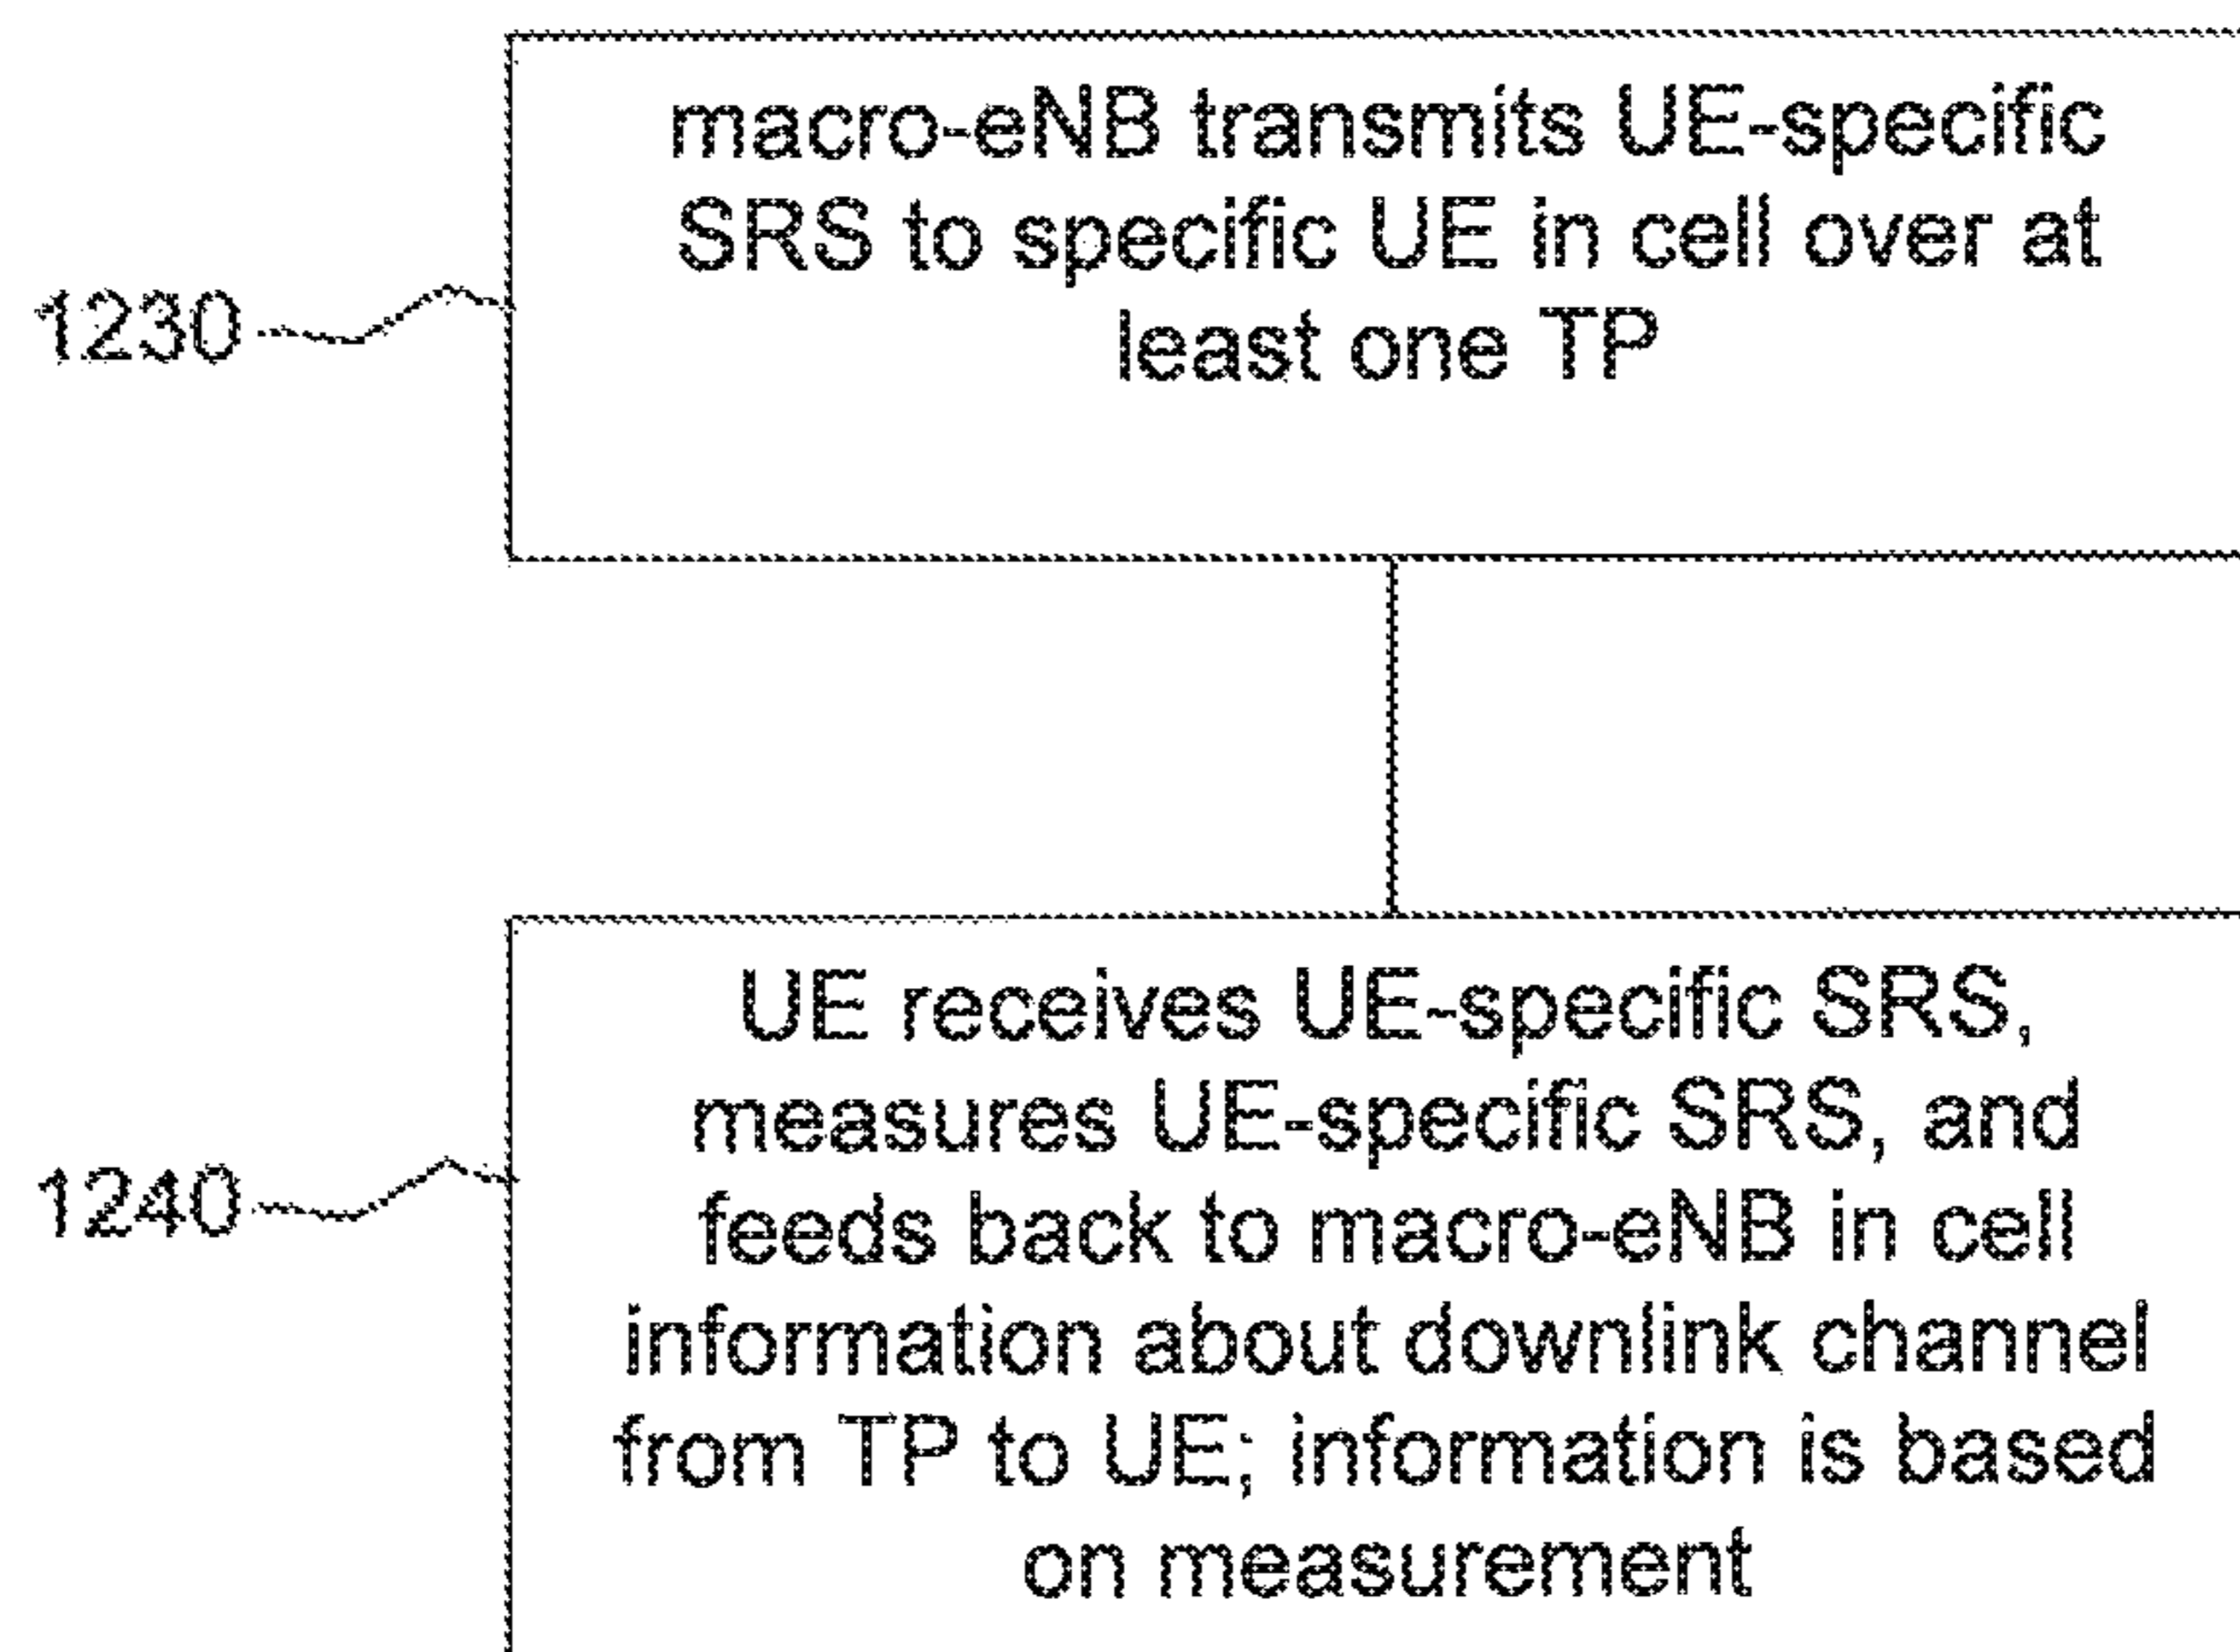 macro-eNB transmits UE-specific
SRS to specific UE in cell over at
least one TP
1230
UE receives UE-specific SRS,
measures UE-specific SRS, and
feeds back to macro-eNB in cell
information about downlink channel
from TP to UE; information is based
on measurement
1240